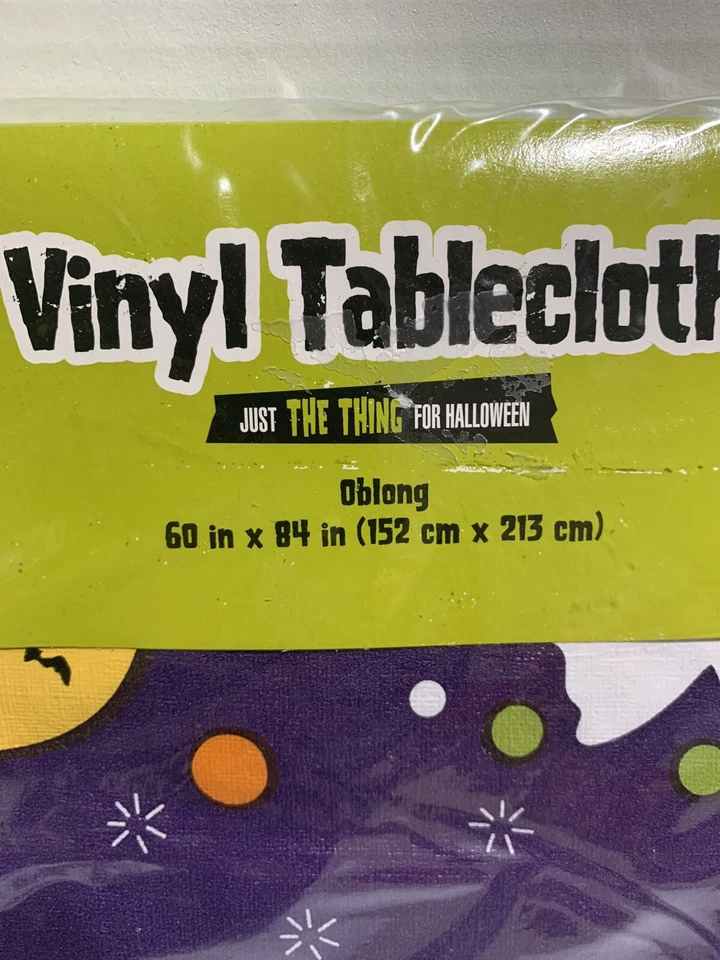 Vinyl Tablecloth
JUST THE THING FOR HALLOWEEN
Oblong
60 in x 84 in (152 cm x 213 cm)